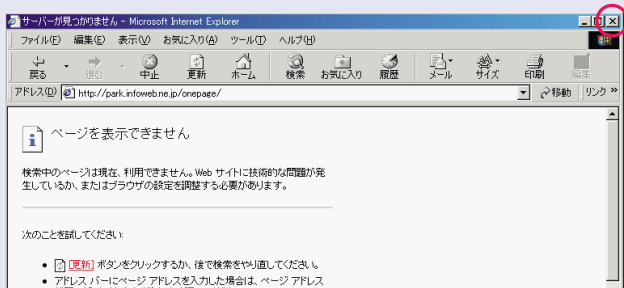 サーバーが見つかりません - Microsoft Internet Explorer
ファイル(F) 編集(E) 表示(V) お気に入り(A) ツール(T) ヘルプ(H)
戻る 進む 中止 更新 ホーム 検索 お気に入り 履歴 メール サイズ 印刷 編集
アドレス(D) http://park.infoweb.ne.jp/onepage/ 移動 リンク »
ページを表示できません
検索中のページは現在、利用できません。Web サイトに技術的な問題が発
生しているか、またはブラウザの設定を調整する必要があります。
次のことを試してください:
• [更新] ボタンをクリックするか、後で検索をやり直してください。
• アドレス バーにページ アドレスを入力した場合は、ページ アドレス